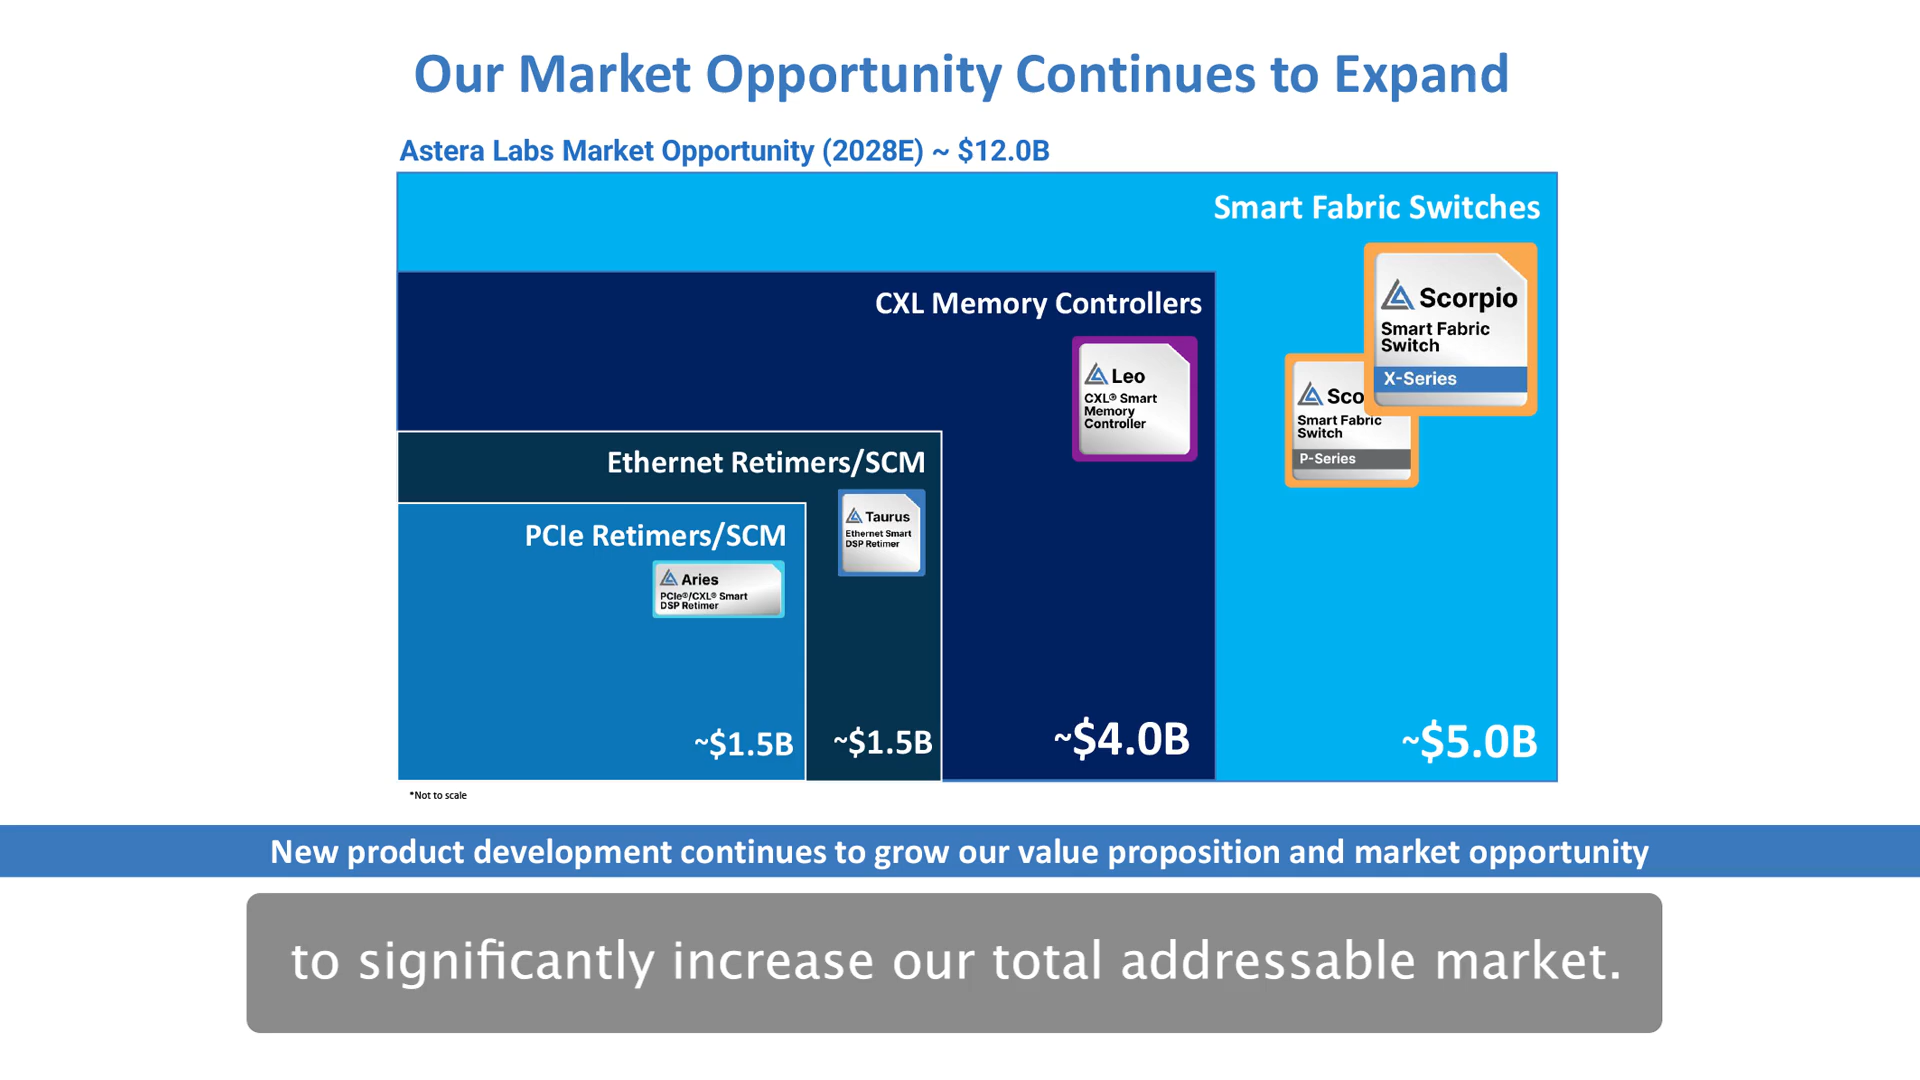 Our Market Opportunity Continues to Expand
Astera Labs Market Opportunity (2028E) ~ $12.0B
Smart Fabric Switches
Scorpio
Smart Fabric
Switch
X-Series
Sco
Smart Fabric
Switch
P-Series
CXL Memory Controllers
Leo
CXL® Smart
Memory
Controller
Ethernet Retimers/SCM
Taurus
Ethernet Smart
DSP Retimer
PCIe Retimers/SCM
Aries
PCIe®/CXL® Smart
DSP Retimer
~$1.5B
~$1.5B
~$4.0B
~$5.0B
*Not to scale
New product development continues to grow our value proposition and market opportunity
to significantly increase our total addressable market.